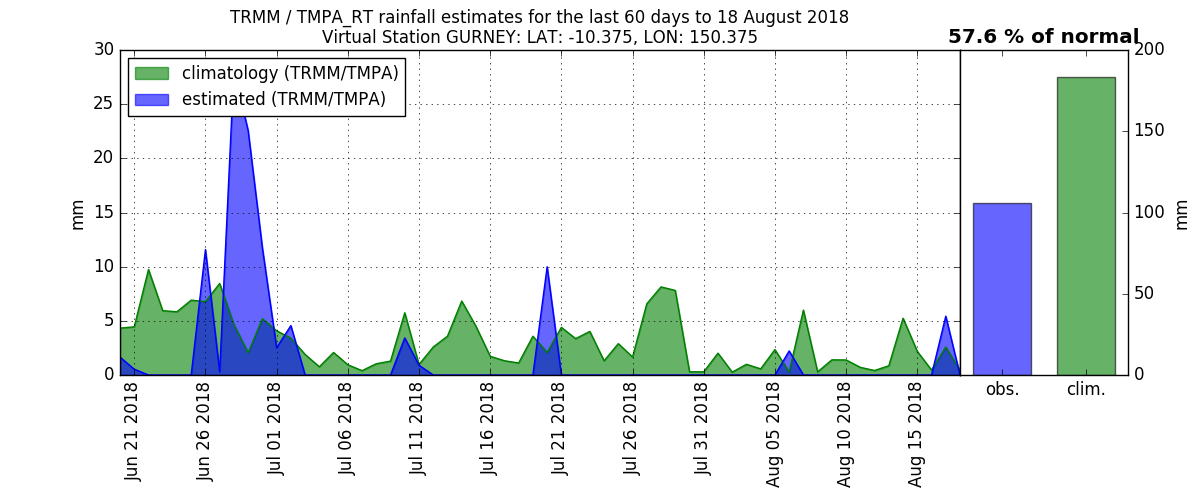 TRMM / TMPA_RT rainfall estimates for the last 60 days to 18 August 2018
Virtual Station GURNEY: LAT: -10.375, LON: 150.375
57.6 % of normal
climatology (TRMM/TMPA)
estimated (TRMM/TMPA)
mm
30
25
20
15
10
5
0
200
150
100
50
0
mm
Jun 21 2018
Jun 26 2018
Jul 01 2018
Jul 06 2018
Jul 11 2018
Jul 16 2018
Jul 21 2018
Jul 26 2018
Jul 31 2018
Aug 05 2018
Aug 10 2018
Aug 15 2018
obs.
clim.